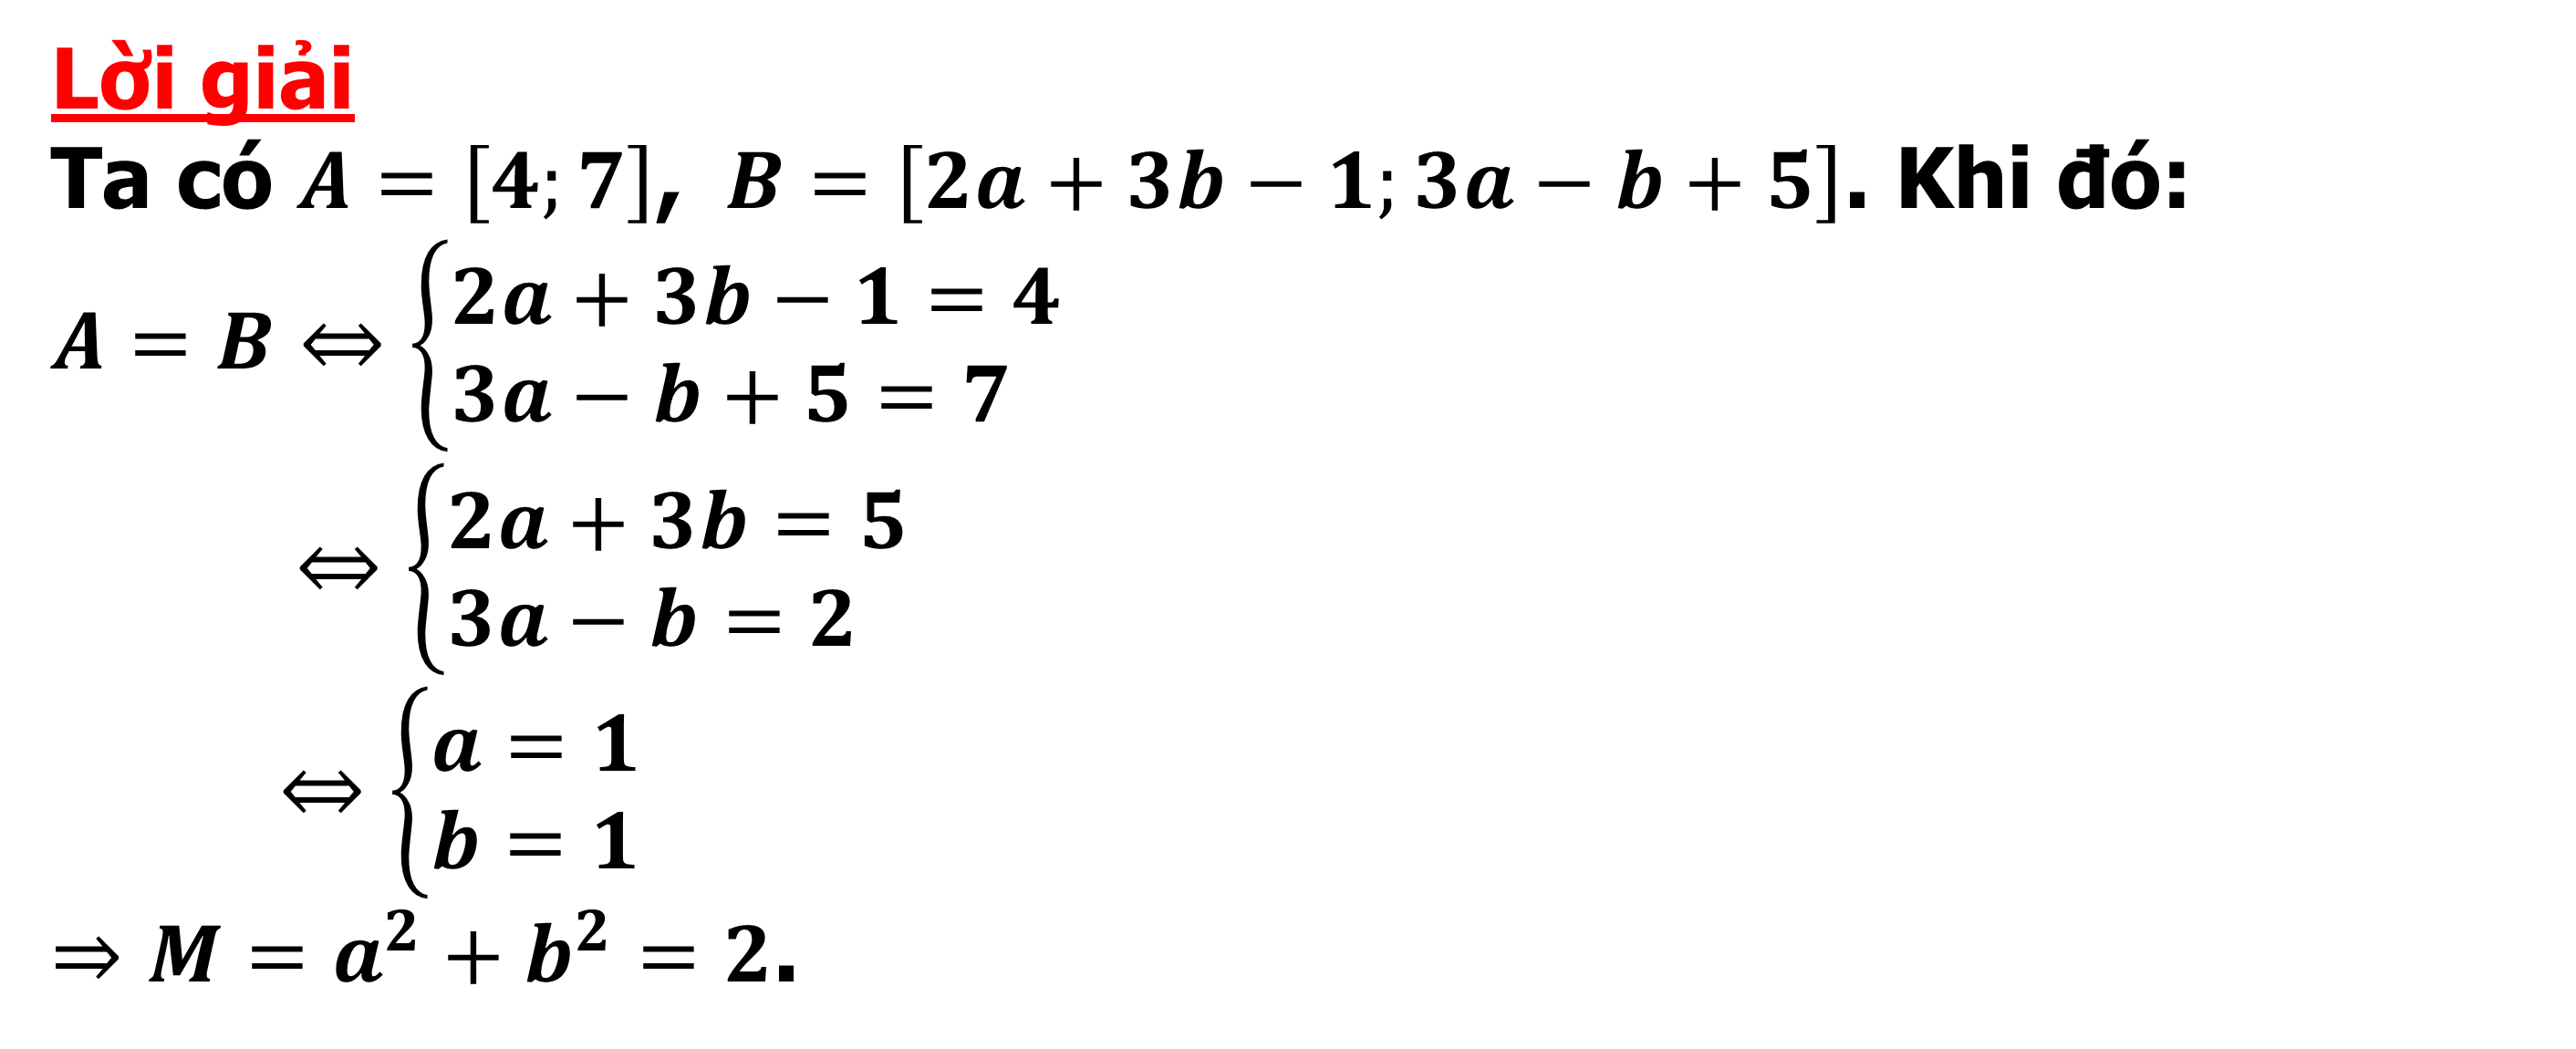 Lời giải
Ta có A = [4; 7], B = [2a + 3b − 1; 3a − b + 5]. Khi đó:
A = B ⇔ {2a + 3b − 1 = 4
3a − b + 5 = 7
⇔ {2a + 3b = 5
3a − b = 2
⇔ {a = 1
b = 1
⇒ M = a² + b² = 2.